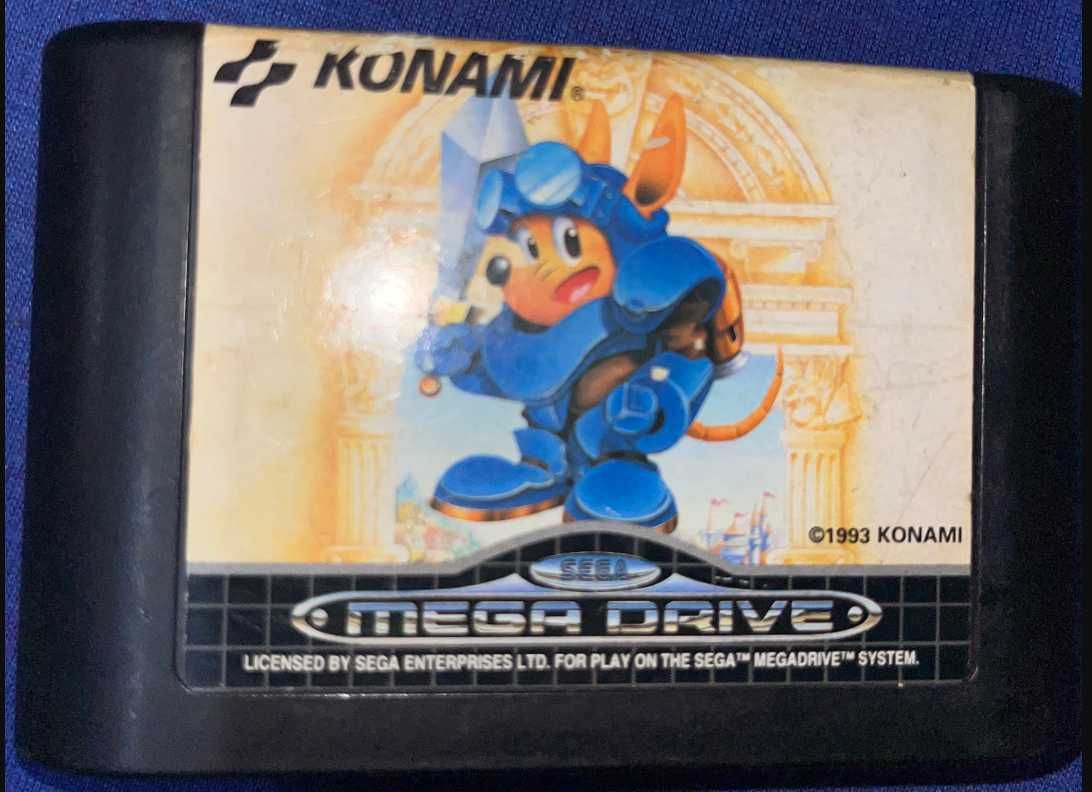 KONAMI®
©1993 KONAMI
SEGA
MEGA DRIVE
LICENSED BY SEGA ENTERPRISES LTD. FOR PLAY ON THE SEGA™ MEGADRIVE™ SYSTEM.